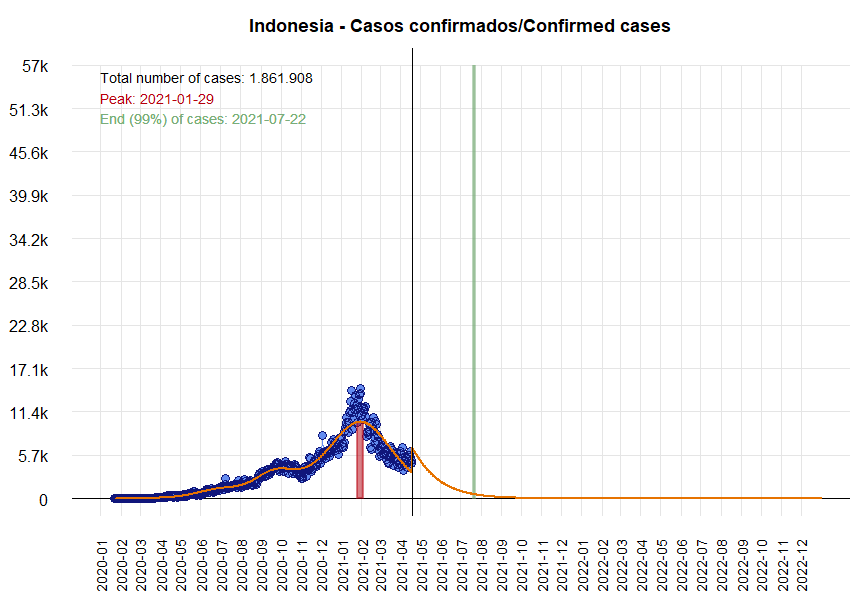 Indonesia - Casos confirmados/Confirmed cases
57k
Total number of cases: 1.861.908
Peak: 2021-01-29
End (99%) of cases: 2021-07-22
51.3k
45.6k
39.9k
34.2k
28.5k
22.8k
17.1k
11.4k
5.7k
0
2020-01
2020-02
2020-03
2020-04
2020-05
2020-06
2020-07
2020-08
2020-09
2020-10
2020-11
2020-12
2021-01
2021-02
2021-03
2021-04
2021-05
2021-06
2021-07
2021-08
2021-09
2021-10
2021-11
2021-12
2022-01
2022-02
2022-03
2022-04
2022-05
2022-06
2022-07
2022-08
2022-09
2022-10
2022-11
2022-12